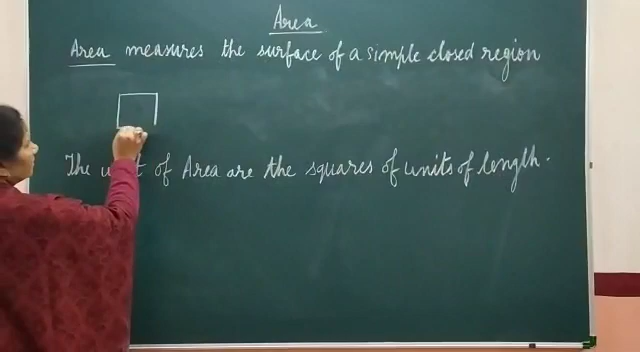 Area
Area measures the surface of a simple closed region
The of Area are the squares of units of length.